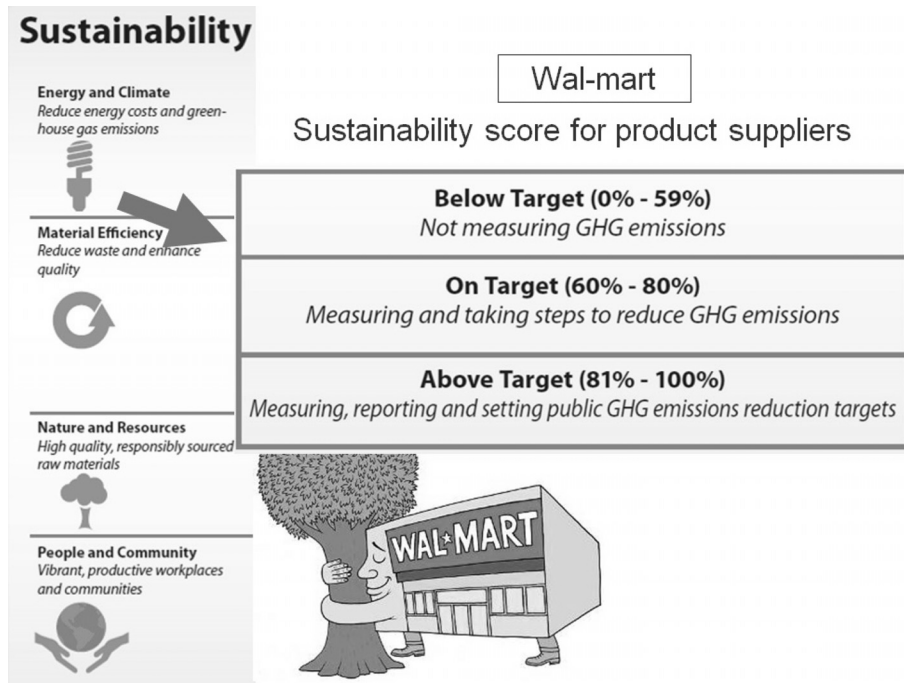 Sustainability
Energy and Climate
Reduce energy costs and green-
house gas emissions
Material Efficiency
Reduce waste and enhance
quality
Nature and Resources
High quality, responsibly sourced
raw materials
People and Community
Vibrant, productive workplaces
and communities
Wal-mart
Sustainability score for product suppliers
Below Target (0% - 59%)
Not measuring GHG emissions
On Target (60% - 80%)
Measuring and taking steps to reduce GHG emissions
Above Target (81% - 100%)
Measuring, reporting and setting public GHG emissions reduction targets
WAL★MART